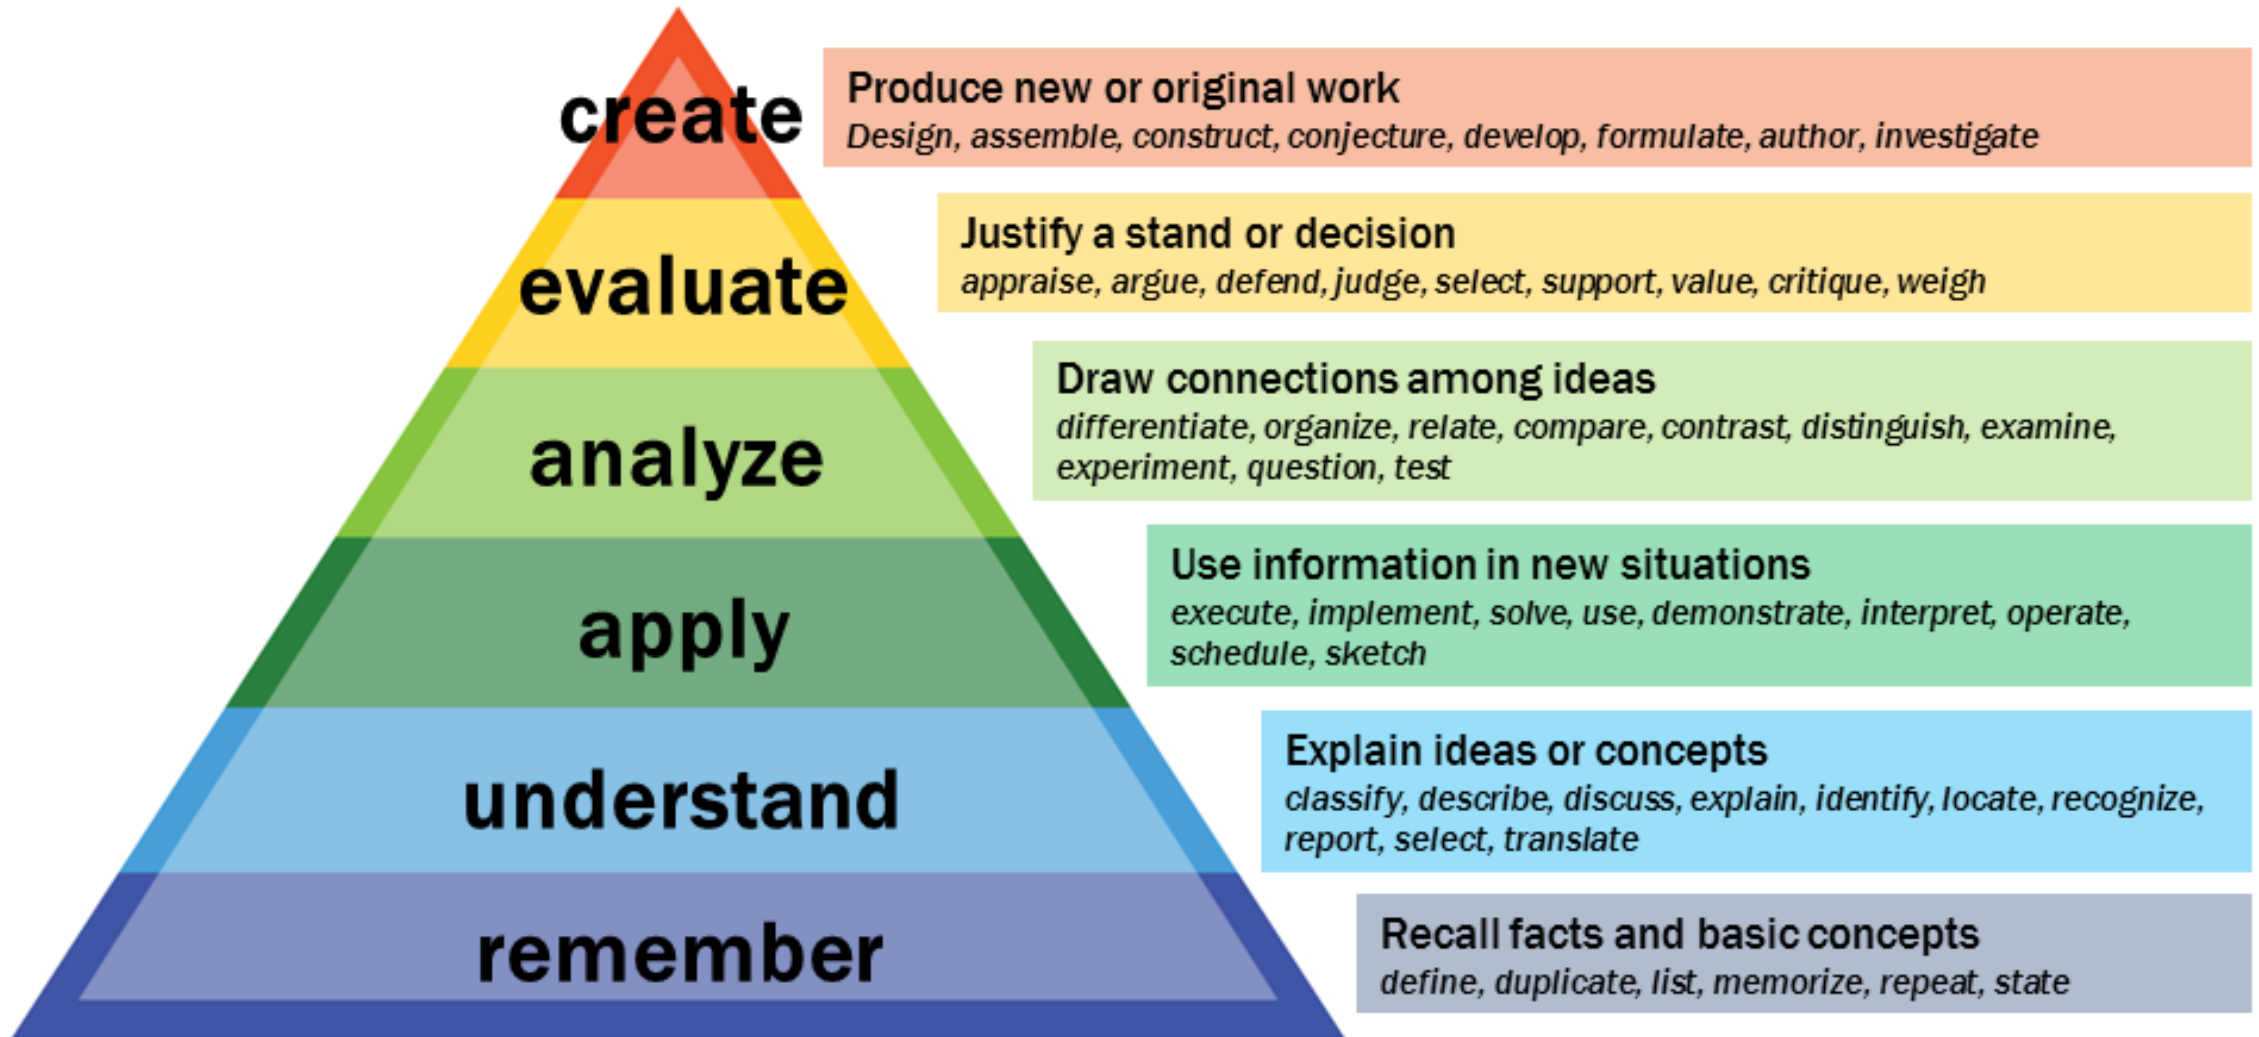 create
Produce new or original work
Design, assemble, construct, conjecture, develop, formulate, author, investigate
evaluate
Justify a stand or decision
appraise, argue, defend, judge, select, support, value, critique, weigh
analyze
Draw connections among ideas
differentiate, organize, relate, compare, contrast, distinguish, examine,
experiment, question, test
apply
Use information in new situations
execute, implement, solve, use, demonstrate, interpret, operate,
schedule, sketch
understand
Explain ideas or concepts
classify, describe, discuss, explain, identify, locate, recognize,
report, select, translate
remember
Recall facts and basic concepts
define, duplicate, list, memorize, repeat, state